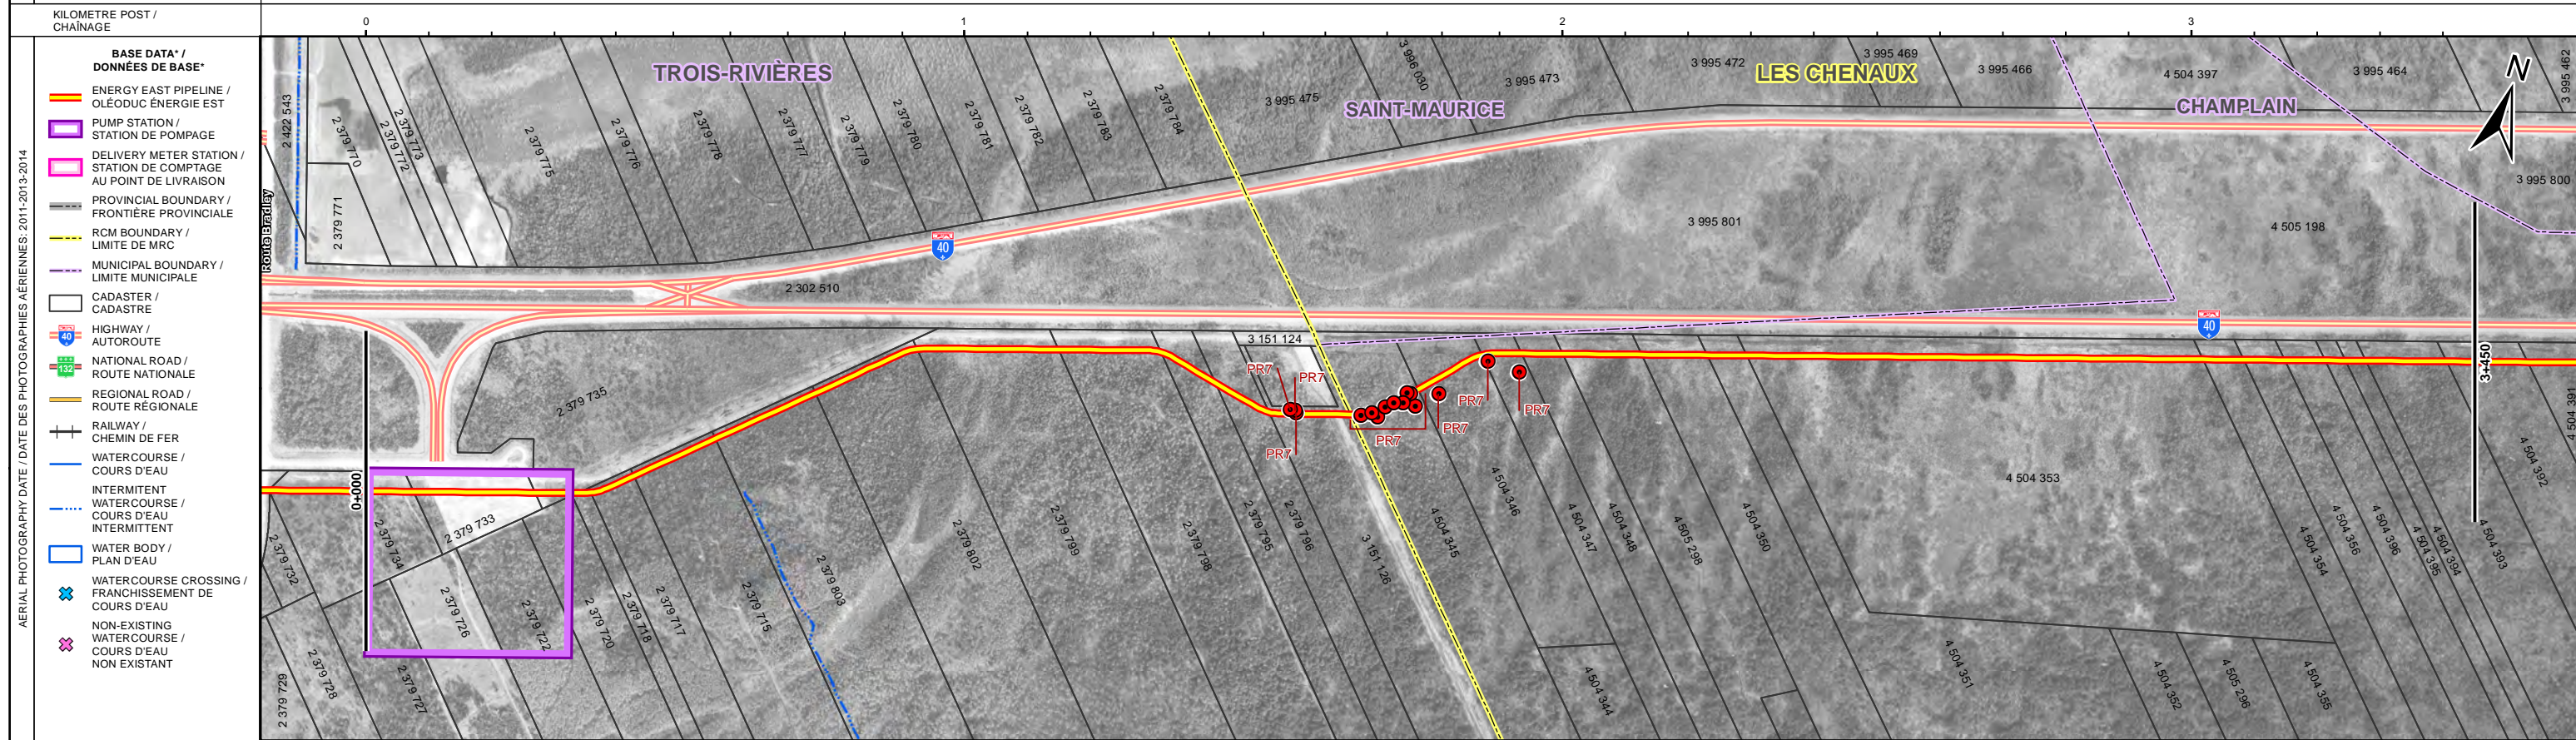 KILOMETRE POST /
CHAÎNAGE
0
1
2
3
AERIAL PHOTOGRAPHY DATE / DATE DES PHOTOGRAPHIES AÉRIENNES: 2011-2013-2014
BASE DATA* /
DONNÉES DE BASE*
ENERGY EAST PIPELINE /
OLÉODUC ÉNERGIE EST
PUMP STATION /
STATION DE POMPAGE
DELIVERY METER STATION /
STATION DE COMPTAGE
AU POINT DE LIVRAISON
PROVINCIAL BOUNDARY /
FRONTIÈRE PROVINCIALE
RCM BOUNDARY /
LIMITE DE MRC
MUNICIPAL BOUNDARY /
LIMITE MUNICIPALE
CADASTER /
CADASTRE
40
HIGHWAY /
AUTOROUTE
132
NATIONAL ROAD /
ROUTE NATIONALE
REGIONAL ROAD /
ROUTE RÉGIONALE
RAILWAY /
CHEMIN DE FER
WATERCOURSE /
COURS D'EAU
INTERMITENT
WATERCOURSE /
COURS D'EAU
INTERMITTENT
WATER BODY /
PLAN D'EAU
WATERCOURSE CROSSING /
FRANCHISSEMENT DE
COURS D'EAU
NON-EXISTING
WATERCOURSE /
COURS D'EAU
NON EXISTANT
TROIS-RIVIÈRES
SAINT-MAURICE
LES CHENAUX
CHAMPLAIN
N
Route Bradley
2 422 543
2 379 770
2 379 772
2 379 773
2 379 771
2 379 775
2 379 776
2 379 778
2 379 777
2 379 779
2 379 780
2 379 781
2 379 782
2 379 783
2 379 784
3 995 475
3 996 030
3 995 473
3 995 472
3 995 469
3 995 466
4 504 397
3 995 464
3 995 462
3 995 800
3 995 801
4 505 198
40
2 302 510
3 151 124
40
0+000
3+450
2 379 735
PR7
PR7
PR7
PR7
PR7
PR7
PR7
2 379 732
2 379 734
2 379 733
2 379 726
2 379 722
2 379 720
2 379 718
2 379 717
2 379 715
2 379 803
2 379 802
2 379 799
2 379 798
2 379 795
2 379 796
3 151 126
4 504 345
4 504 346
4 504 347
4 504 348
4 505 298
4 504 350
4 504 353
4 504 354
4 504 356
4 504 396
4 504 395
4 504 394
4 504 393
4 504 392
4 504 391
2 379 729
2 379 728
2 379 727
4 504 344
4 504 351
4 504 352
4 505 296
4 504 355